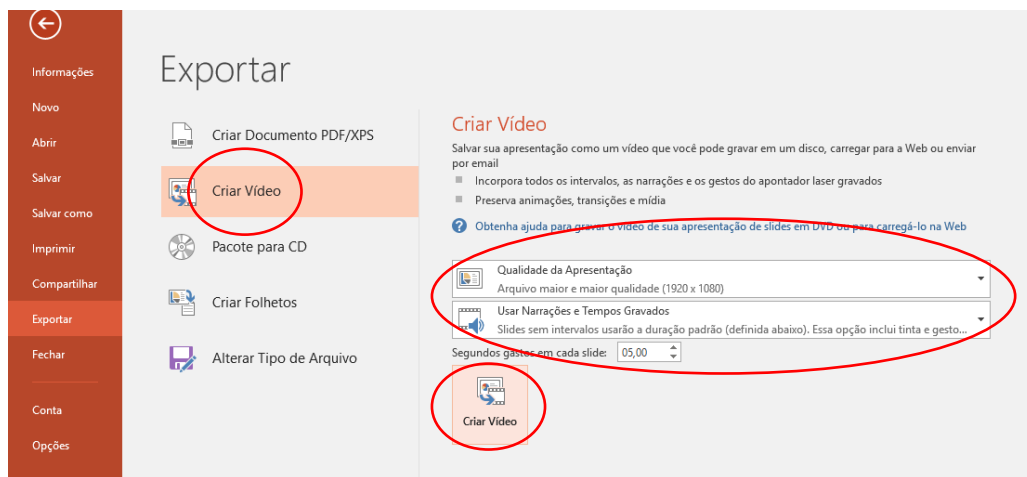 Informações
Novo
Abrir
Salvar
Salvar como
Imprimir
Compartilhar
Exportar
Fechar
Conta
Opções
Exportar
Criar Documento PDF/XPS
Criar Vídeo
Pacote para CD
Criar Folhetos
Alterar Tipo de Arquivo
Criar Vídeo
Salvar sua apresentação como um vídeo que você pode gravar em um disco, carregar para a Web ou enviar
por email
Incorpora todos os intervalos, as narrações e os gestos do apontador laser gravados
Preserva animações, transições e mídia
Obtenha ajuda para gravar o vídeo de sua apresentação de slides em DVD ou para carregá-lo na Web
Qualidade da Apresentação
Arquivo maior e maior qualidade (1920 x 1080)
Usar Narrações e Tempos Gravados
Slides sem intervalos usarão a duração padrão (definida abaixo). Essa opção inclui tinta e gesto...
Segundos gastos em cada slide: 05,00
Criar Vídeo